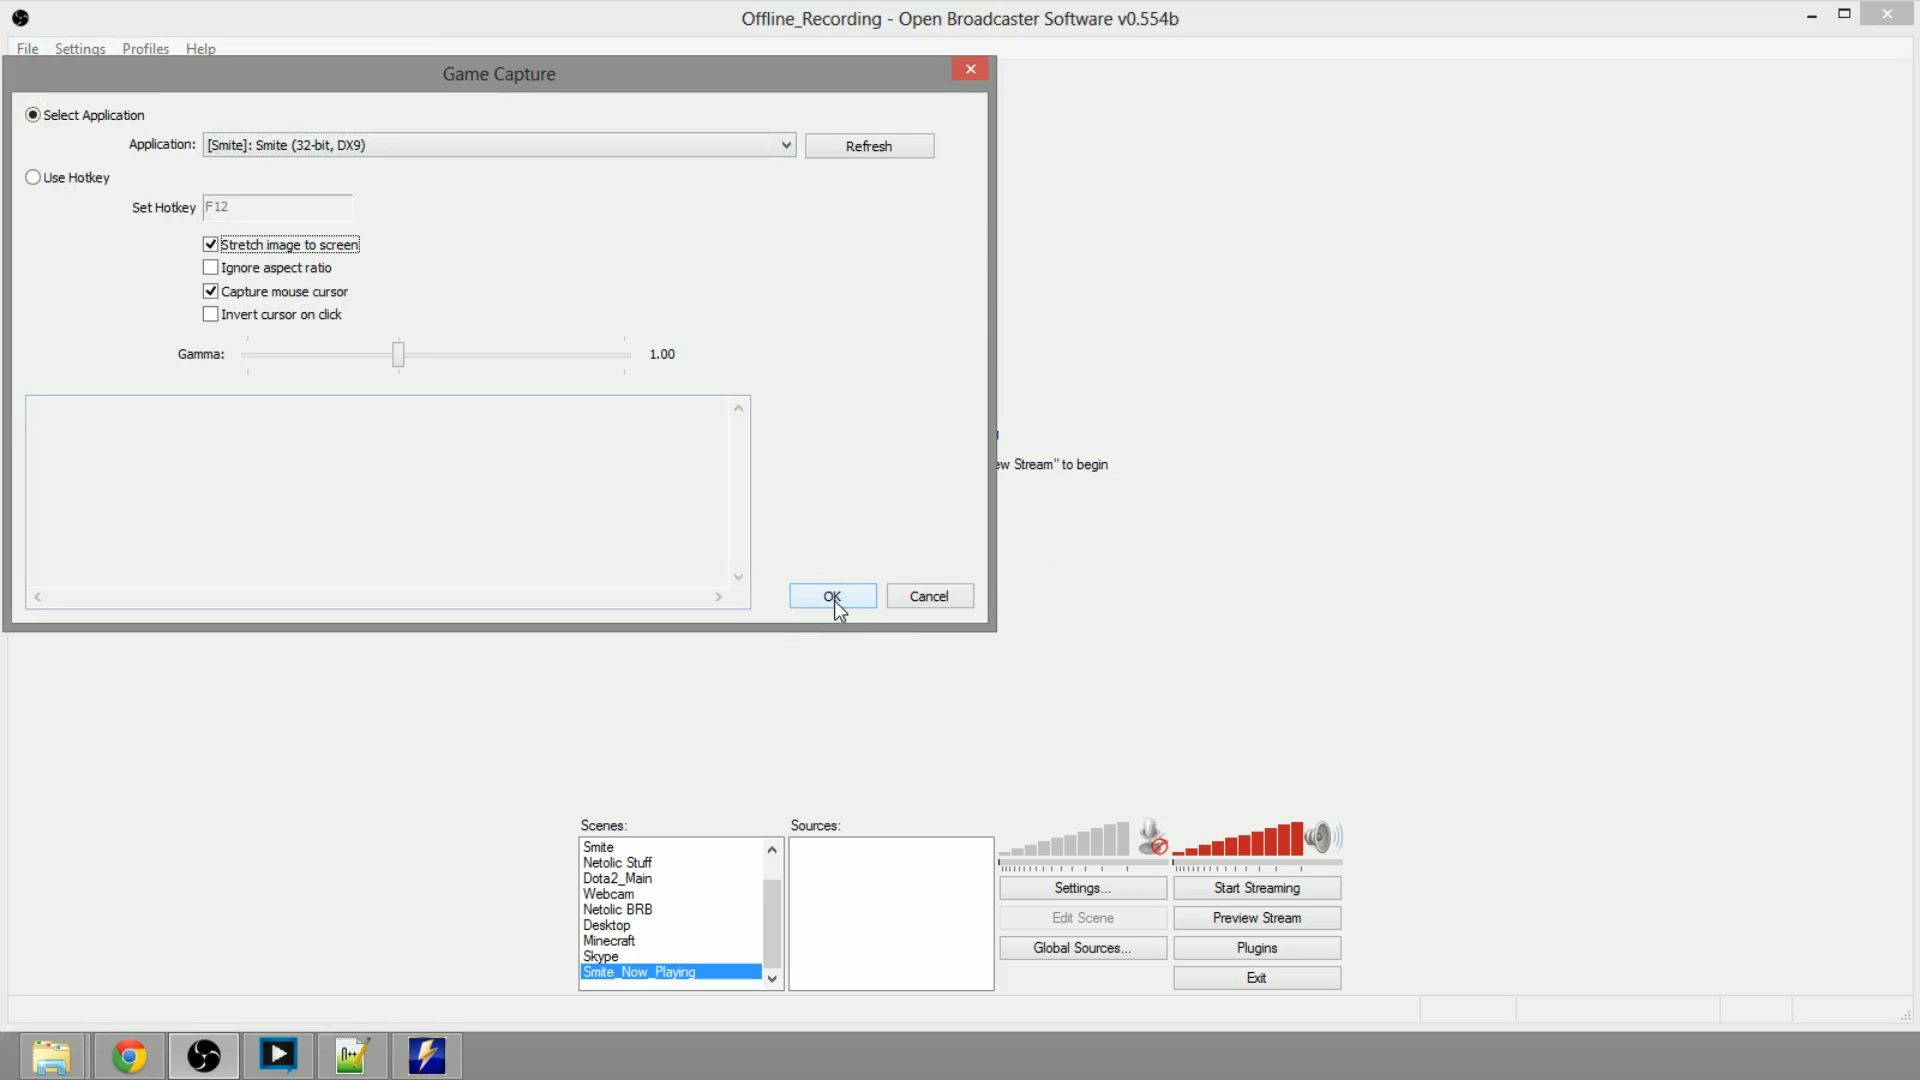 Offline_Recording - Open Broadcaster Software v0.554b
File Settings Profiles Help
Game Capture
Select Application
Application: [Smite]: Smite (32-bit, DX9) Refresh
Use Hotkey
Set Hotkey F12
Stretch image to screen
Ignore aspect ratio
Capture mouse cursor
Invert cursor on click
Gamma: 1.00
ew Stream" to begin
OK Cancel
Scenes: Sources:
Smite
Netolic Stuff
Dota2_Main
Webcam
Netolic BRB
Desktop
Minecraft
Skype
Smite_Now_Playing
Settings... Start Streaming
Edit Scene Preview Stream
Global Sources... Plugins
Exit